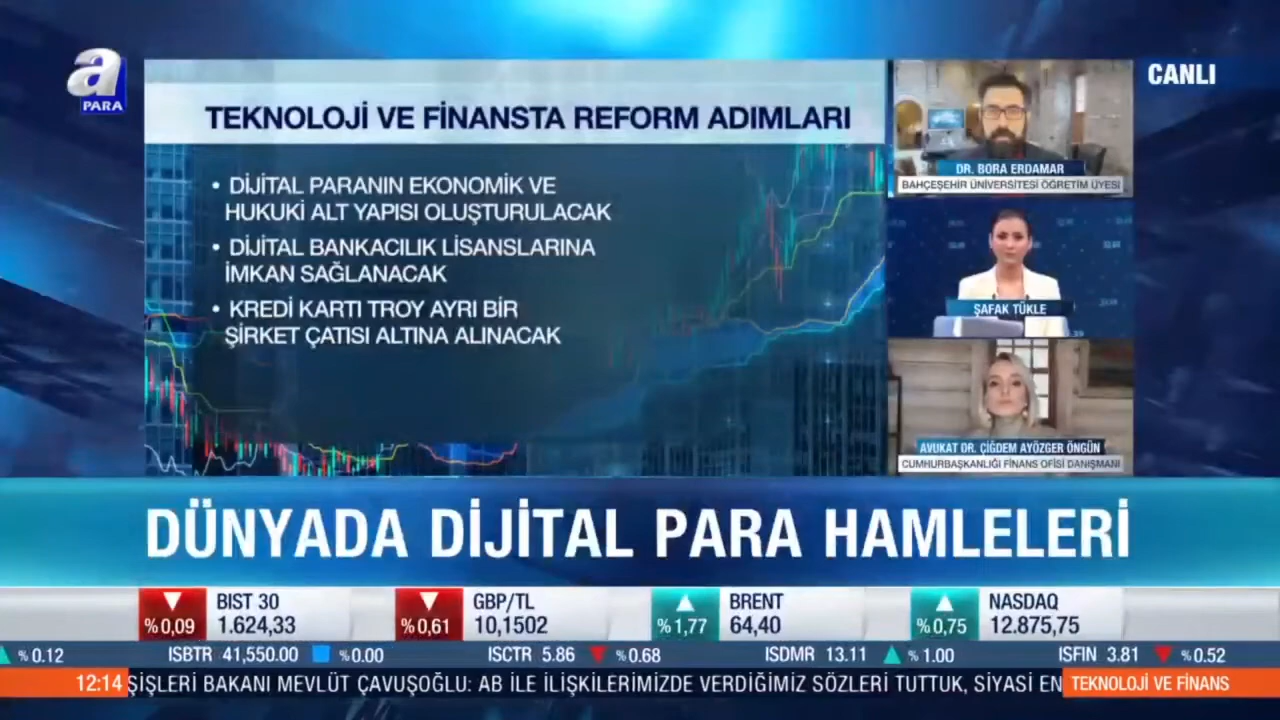 a
PARA
CANLI
TEKNOLOJİ VE FİNANSTA REFORM ADIMLARI
• DİJİTAL PARANIN EKONOMİK VE
HUKUKİ ALT YAPISI OLUŞTURULACAK
• DİJİTAL BANKACILIK LİSANSLARINA
İMKAN SAĞLANACAK
• KREDİ KARTI TROY AYRI BİR
ŞİRKET ÇATISI ALTINA ALINACAK
DR. BORA ERDAMAR
BAHÇEŞEHİR ÜNİVERSİTESİ ÖĞRETİM ÜYESİ
ŞAFAK TÜKLE
AVUKAT DR. ÇİĞDEM AYÖZGER ÖNGÜN
CUMHURBAŞKANLIĞI FİNANS OFİSİ DANIŞMANI
DÜNYADA DİJİTAL PARA HAMLELERİ
%0,09 BIST 30 1.624,33
%0,61 GBP/TL 10,1502
%1,77 BRENT 64,40
%0,75 NASDAQ 12.875,75
%0.12 ISBTR 41,550.00 %0.00 ISCTR 5.86 %0.68 ISDMR 13.11 %1.00 ISFIN 3.81 %0.52
12:14 ŞİŞLERİ BAKANI MEVLÜT ÇAVUŞOĞLU: AB İLE İLİŞKİLERİMİZDE VERDİĞİMİZ SÖZLERİ TUTTUK, SİYASİ EN TEKNOLOJİ VE FİNANS